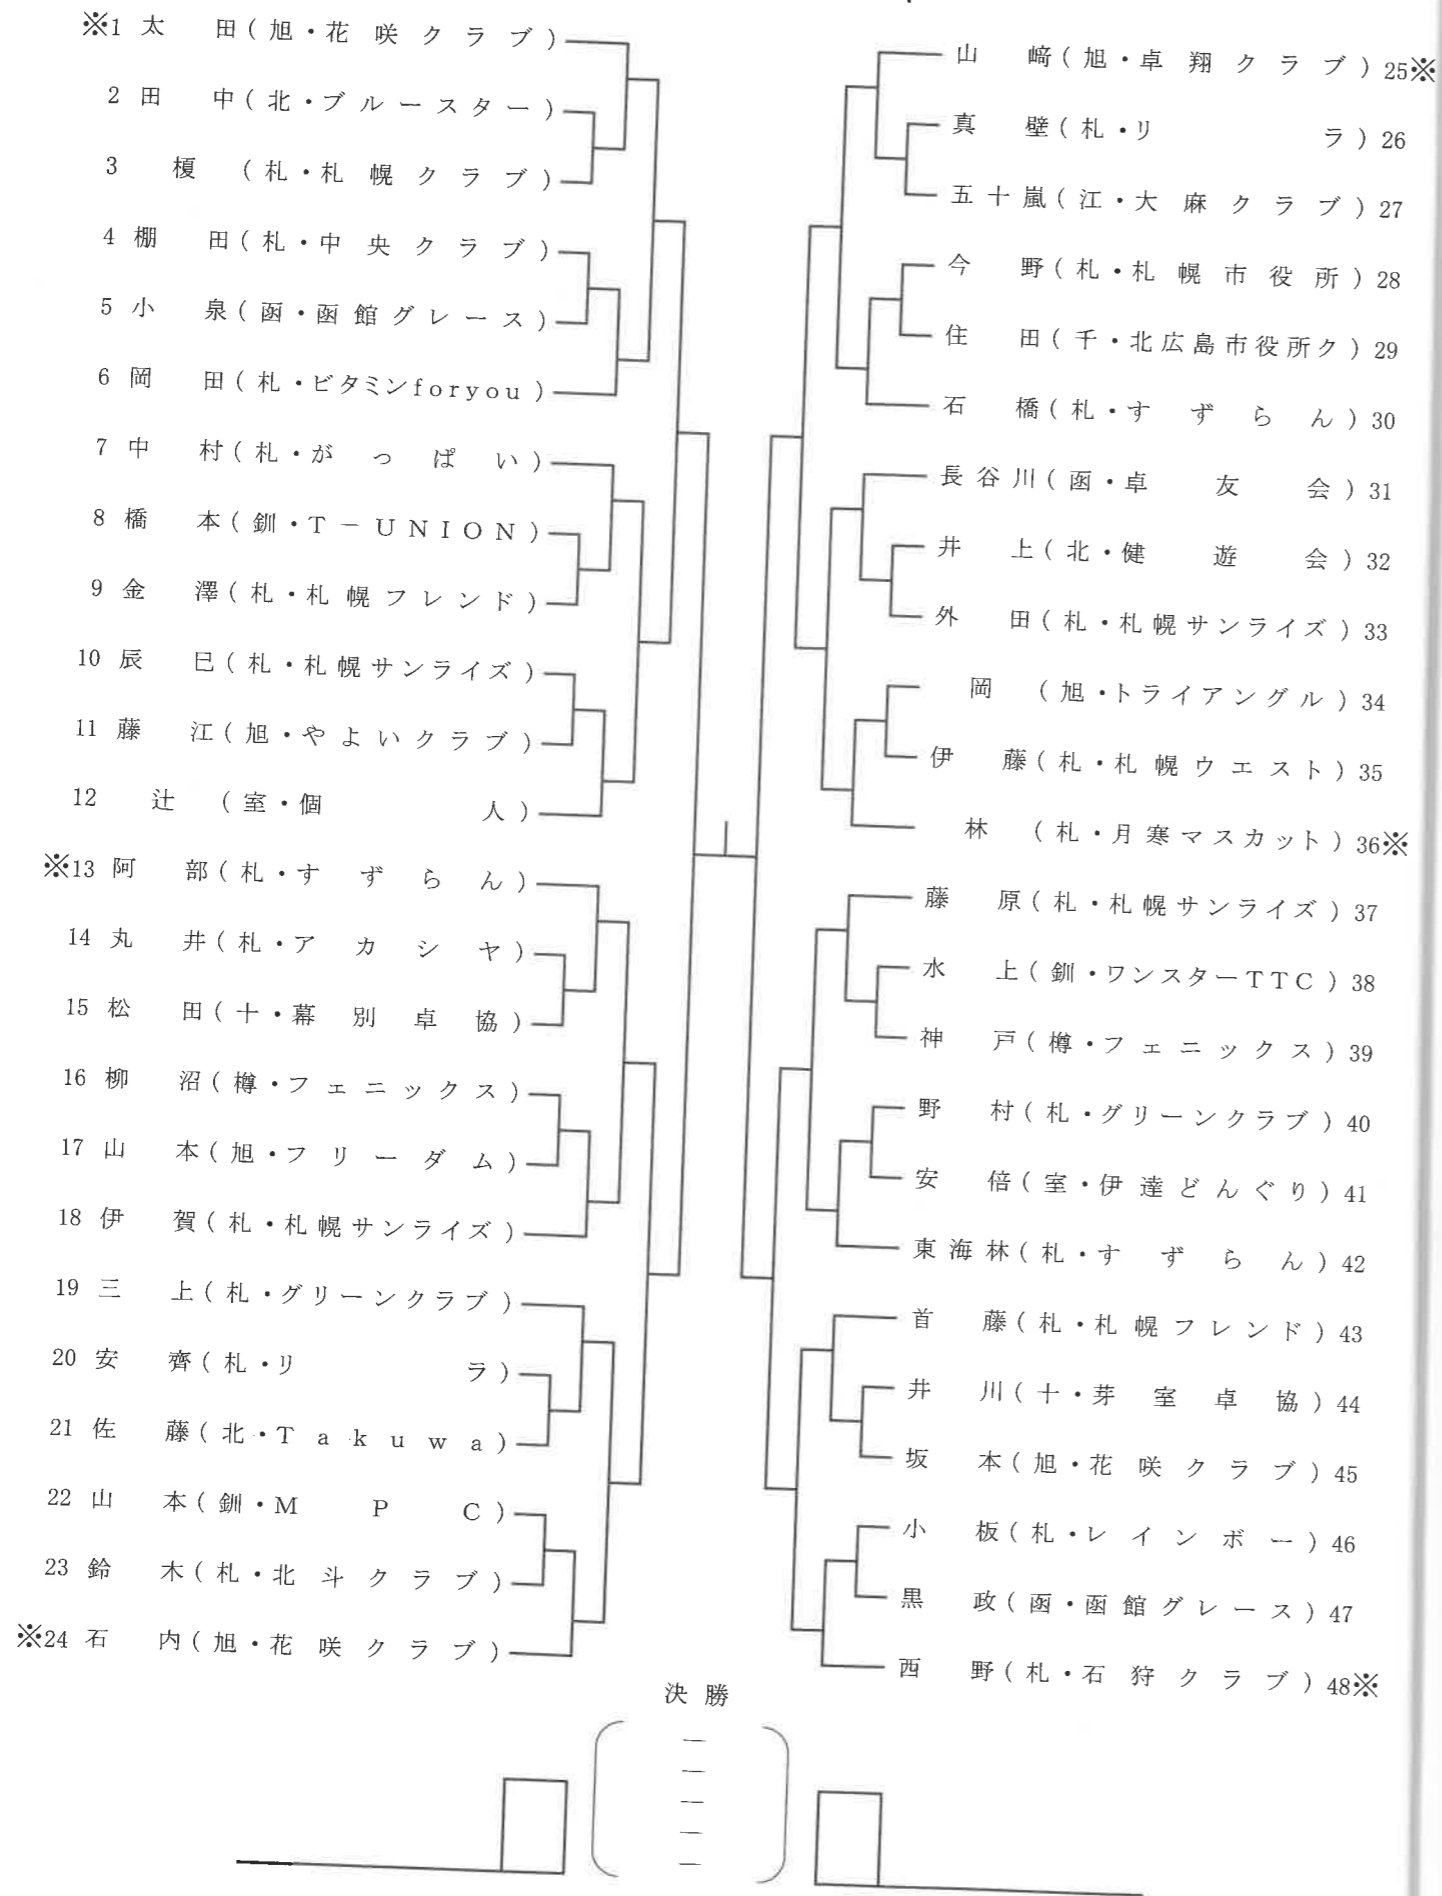 ※1 太田(旭・花咲クラブ)
2 田中(北・ブルースター)
3 榎(札・札幌クラブ)
4 棚田(札・中央クラブ)
5 小泉(函・函館グレース)
6 岡田(札・ビタミンforyou)
7 中村(札・がっぱい)
8 橋本(釧・T－UNION)
9 金澤(札・札幌フレンド)
10 辰巳(札・札幌サンライズ)
11 藤江(旭・やよいクラブ)
12 辻(室・個人)
※13 阿部(札・すずらん)
14 丸井(札・アカシヤ)
15 松田(十・幕別卓協)
16 柳沼(樽・フェニックス)
17 山本(旭・フリーダム)
18 伊賀(札・札幌サンライズ)
19 三上(札・グリーンクラブ)
20 安齊(札・リラ)
21 佐藤(北・Takuwa)
22 山本(釧・MPC)
23 鈴木(札・北斗クラブ)
※24 石内(旭・花咲クラブ)
山﨑(旭・卓翔クラブ)25※
真壁(札・リラ)26
五十嵐(江・大麻クラブ)27
今野(札・札幌市役所)28
住田(千・北広島市役所ク)29
石橋(札・すずらん)30
長谷川(函・卓友会)31
井上(北・健遊会)32
外田(札・札幌サンライズ)33
岡(旭・トライアングル)34
伊藤(札・札幌ウエスト)35
林(札・月寒マスカット)36※
藤原(札・札幌サンライズ)37
水上(釧・ワンスターTTC)38
神戸(樽・フェニックス)39
野村(札・グリーンクラブ)40
安倍(室・伊達どんぐり)41
東海林(札・すずらん)42
首藤(札・札幌フレンド)43
井川(十・芽室卓協)44
坂本(旭・花咲クラブ)45
小板(札・レインボー)46
黒政(函・函館グレース)47
西野(札・石狩クラブ)48※
決勝